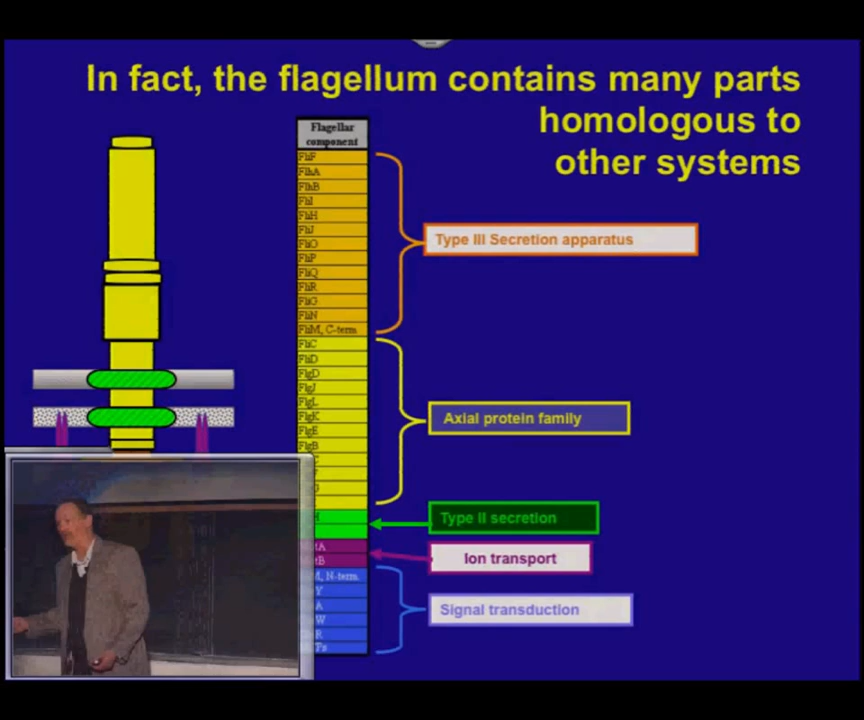 In fact, the flagellum contains many parts
homologous to
other systems
Flagellar
component
FliF
FlhA
FlhB
FliI
FliH
FliJ
FliO
FliP
FliQ
FliR
FliG
FliN
FliM, C-term.
FliC
FliD
FlgD
FlgJ
FlgL
FlgK
FlgE
FlgB
Type III Secretion apparatus
Axial protein family
Type II secretion
Ion transport
Signal transduction
A
B
M, N-term.
Y
A
W
R